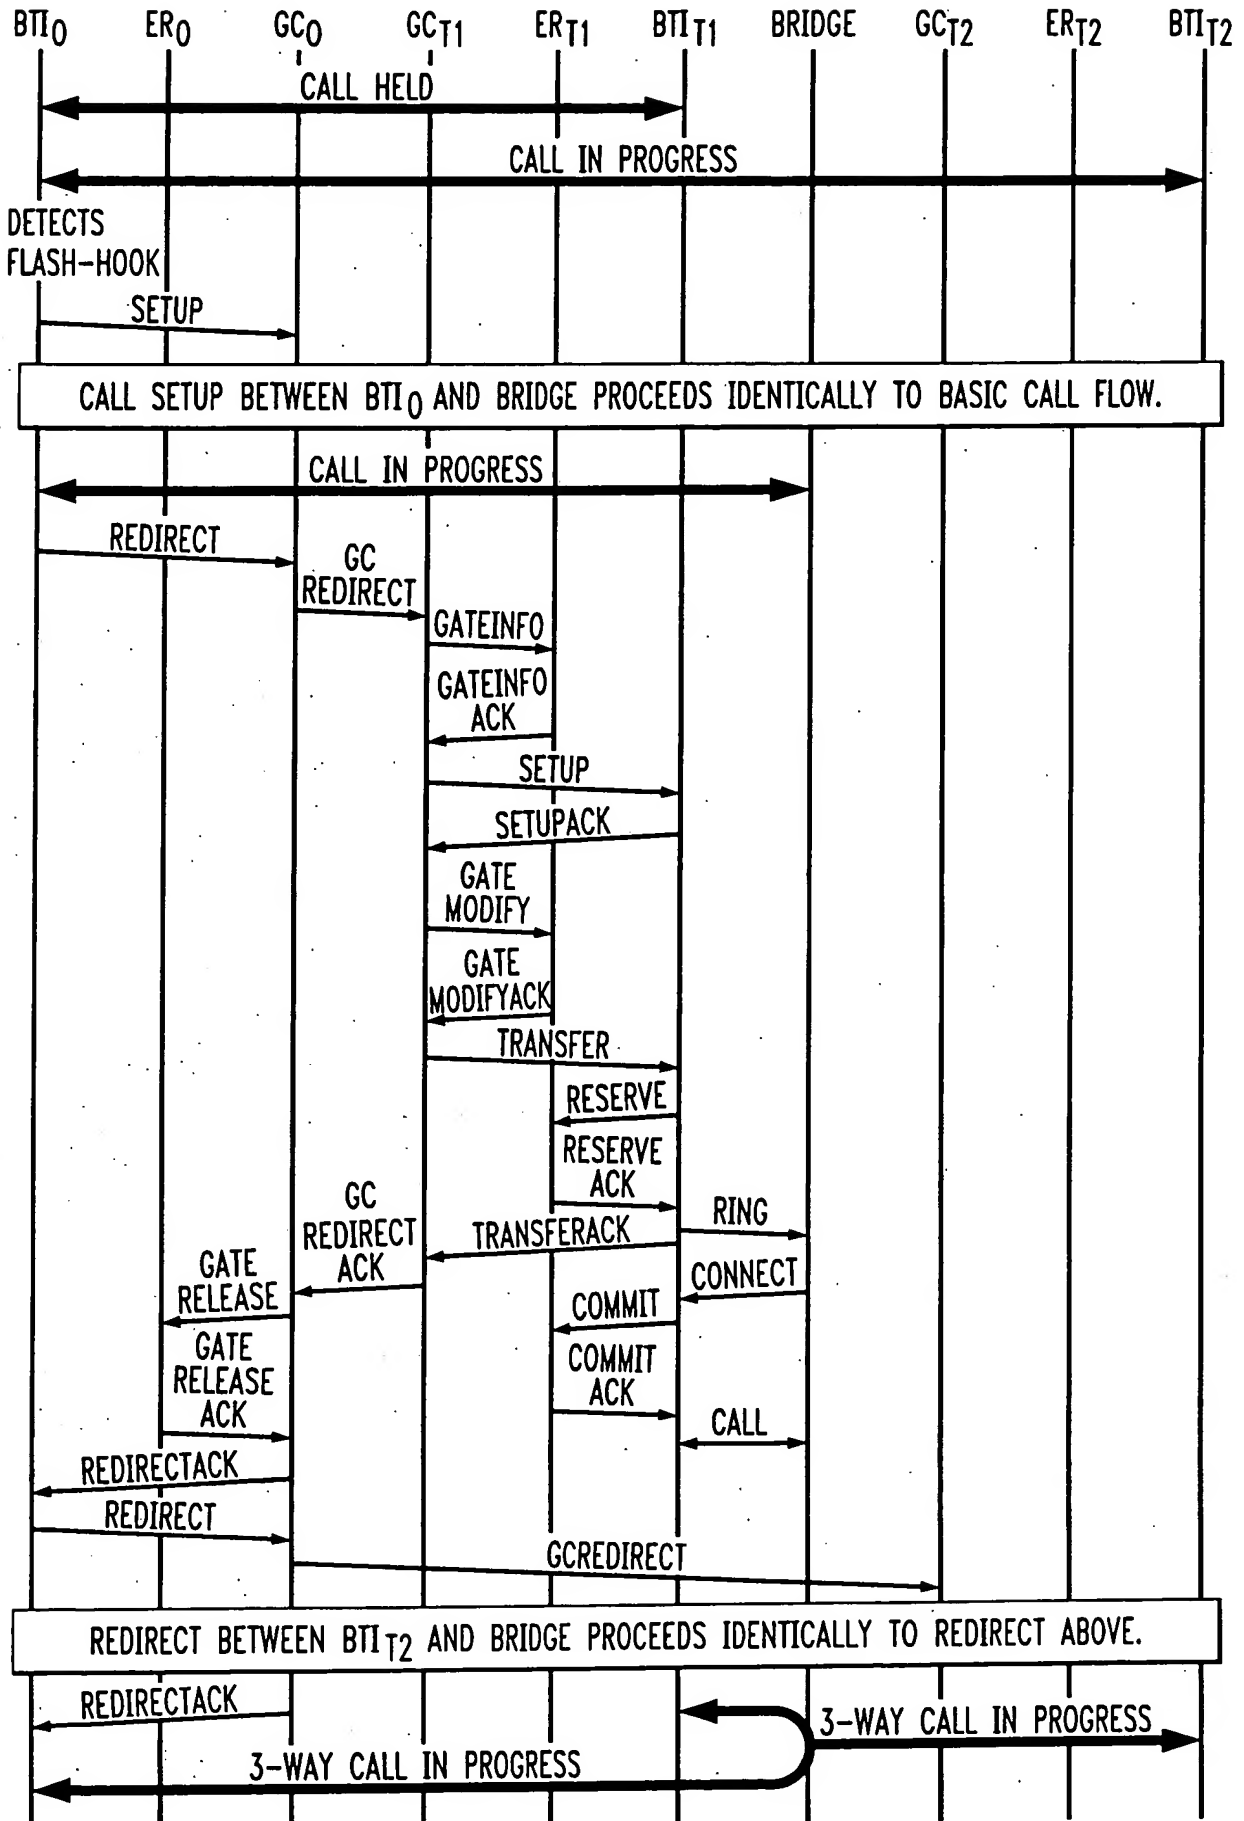 BTI0 ER0 GC0 GCT1 ERT1 BTIT1 BRIDGE GCT2 ERT2 BTIT2
CALL HELD
CALL IN PROGRESS
DETECTS
FLASH-HOOK
SETUP
CALL SETUP BETWEEN BTI0 AND BRIDGE PROCEEDS IDENTICALLY TO BASIC CALL FLOW.
CALL IN PROGRESS
REDIRECT
GC
REDIRECT
GATEINFO
GATEINFO
ACK
SETUP
SETUPACK
GATE
MODIFY
GATE
MODIFYACK
TRANSFER
RESERVE
RESERVE
ACK
RING
TRANSFERACK
GC
REDIRECT
ACK
CONNECT
GATE
RELEASE
COMMIT
GATE
RELEASE
ACK
COMMIT
ACK
CALL
REDIRECTACK
REDIRECT
GCREDIRECT
REDIRECT BETWEEN BTIT2 AND BRIDGE PROCEEDS IDENTICALLY TO REDIRECT ABOVE.
REDIRECTACK
3-WAY CALL IN PROGRESS
3-WAY CALL IN PROGRESS